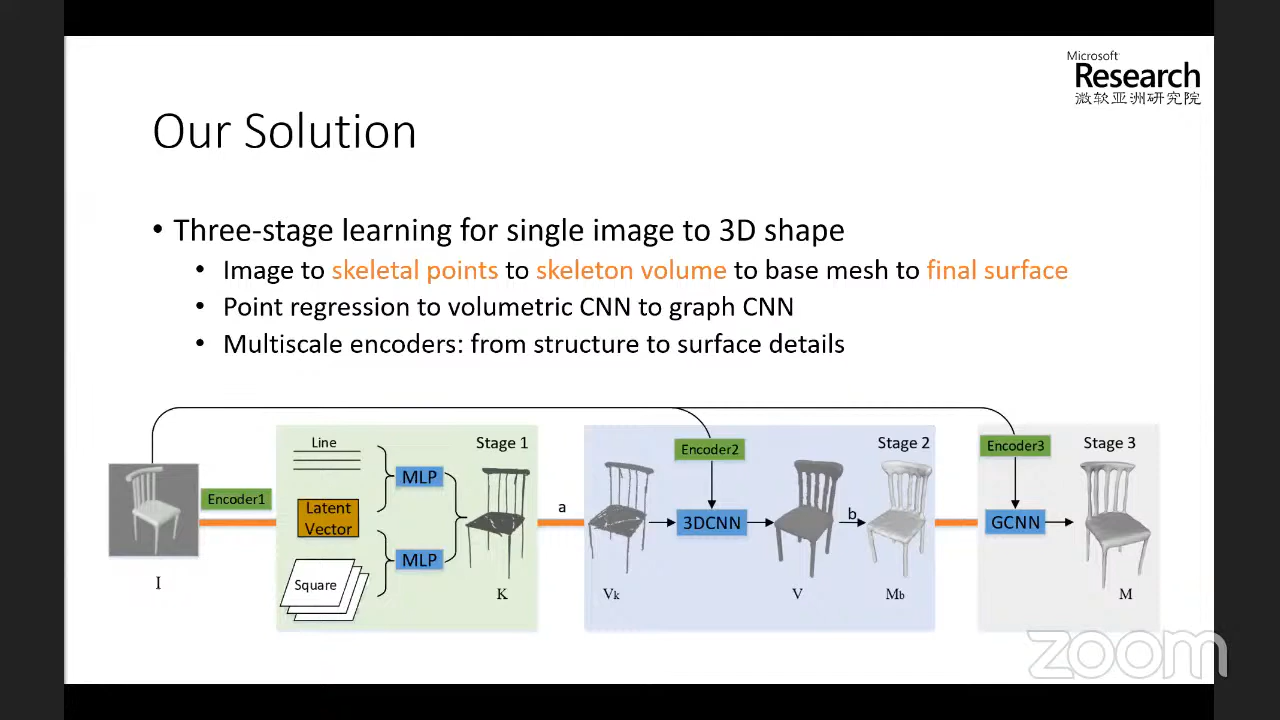 Microsoft
Research
微软亚洲研究院
Our Solution
• Three-stage learning for single image to 3D shape
• Image to skeletal points to skeleton volume to base mesh to final surface
• Point regression to volumetric CNN to graph CNN
• Multiscale encoders: from structure to surface details
I
Encoder1
Stage 1
Line
Latent
Vector
Square
MLP
MLP
K
a
Stage 2
Encoder2
Vk
3DCNN
V
b
Mb
Stage 3
Encoder3
GCNN
M
zoom